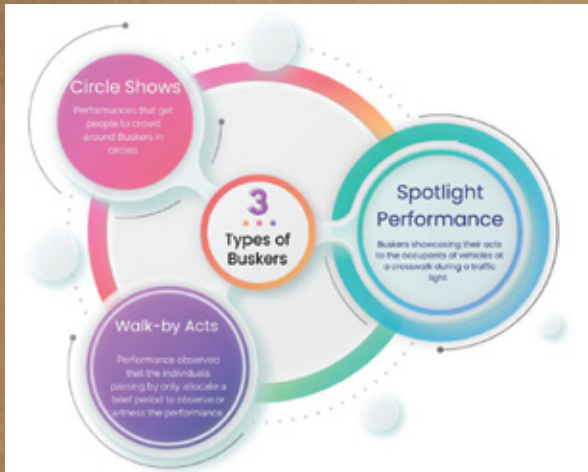 Circle Shows
Performances that get
people to crowd
around Buskers in
circles
3
Types of
Buskers
Spotlight
Performance
Buskers showcasing their acts
to the occupants of vehicles at
a crosswalk during a traffic
light.
Walk-by Acts
Performance observed
that the individuals
passing by only allocate a
brief period to observe or
witness the performance